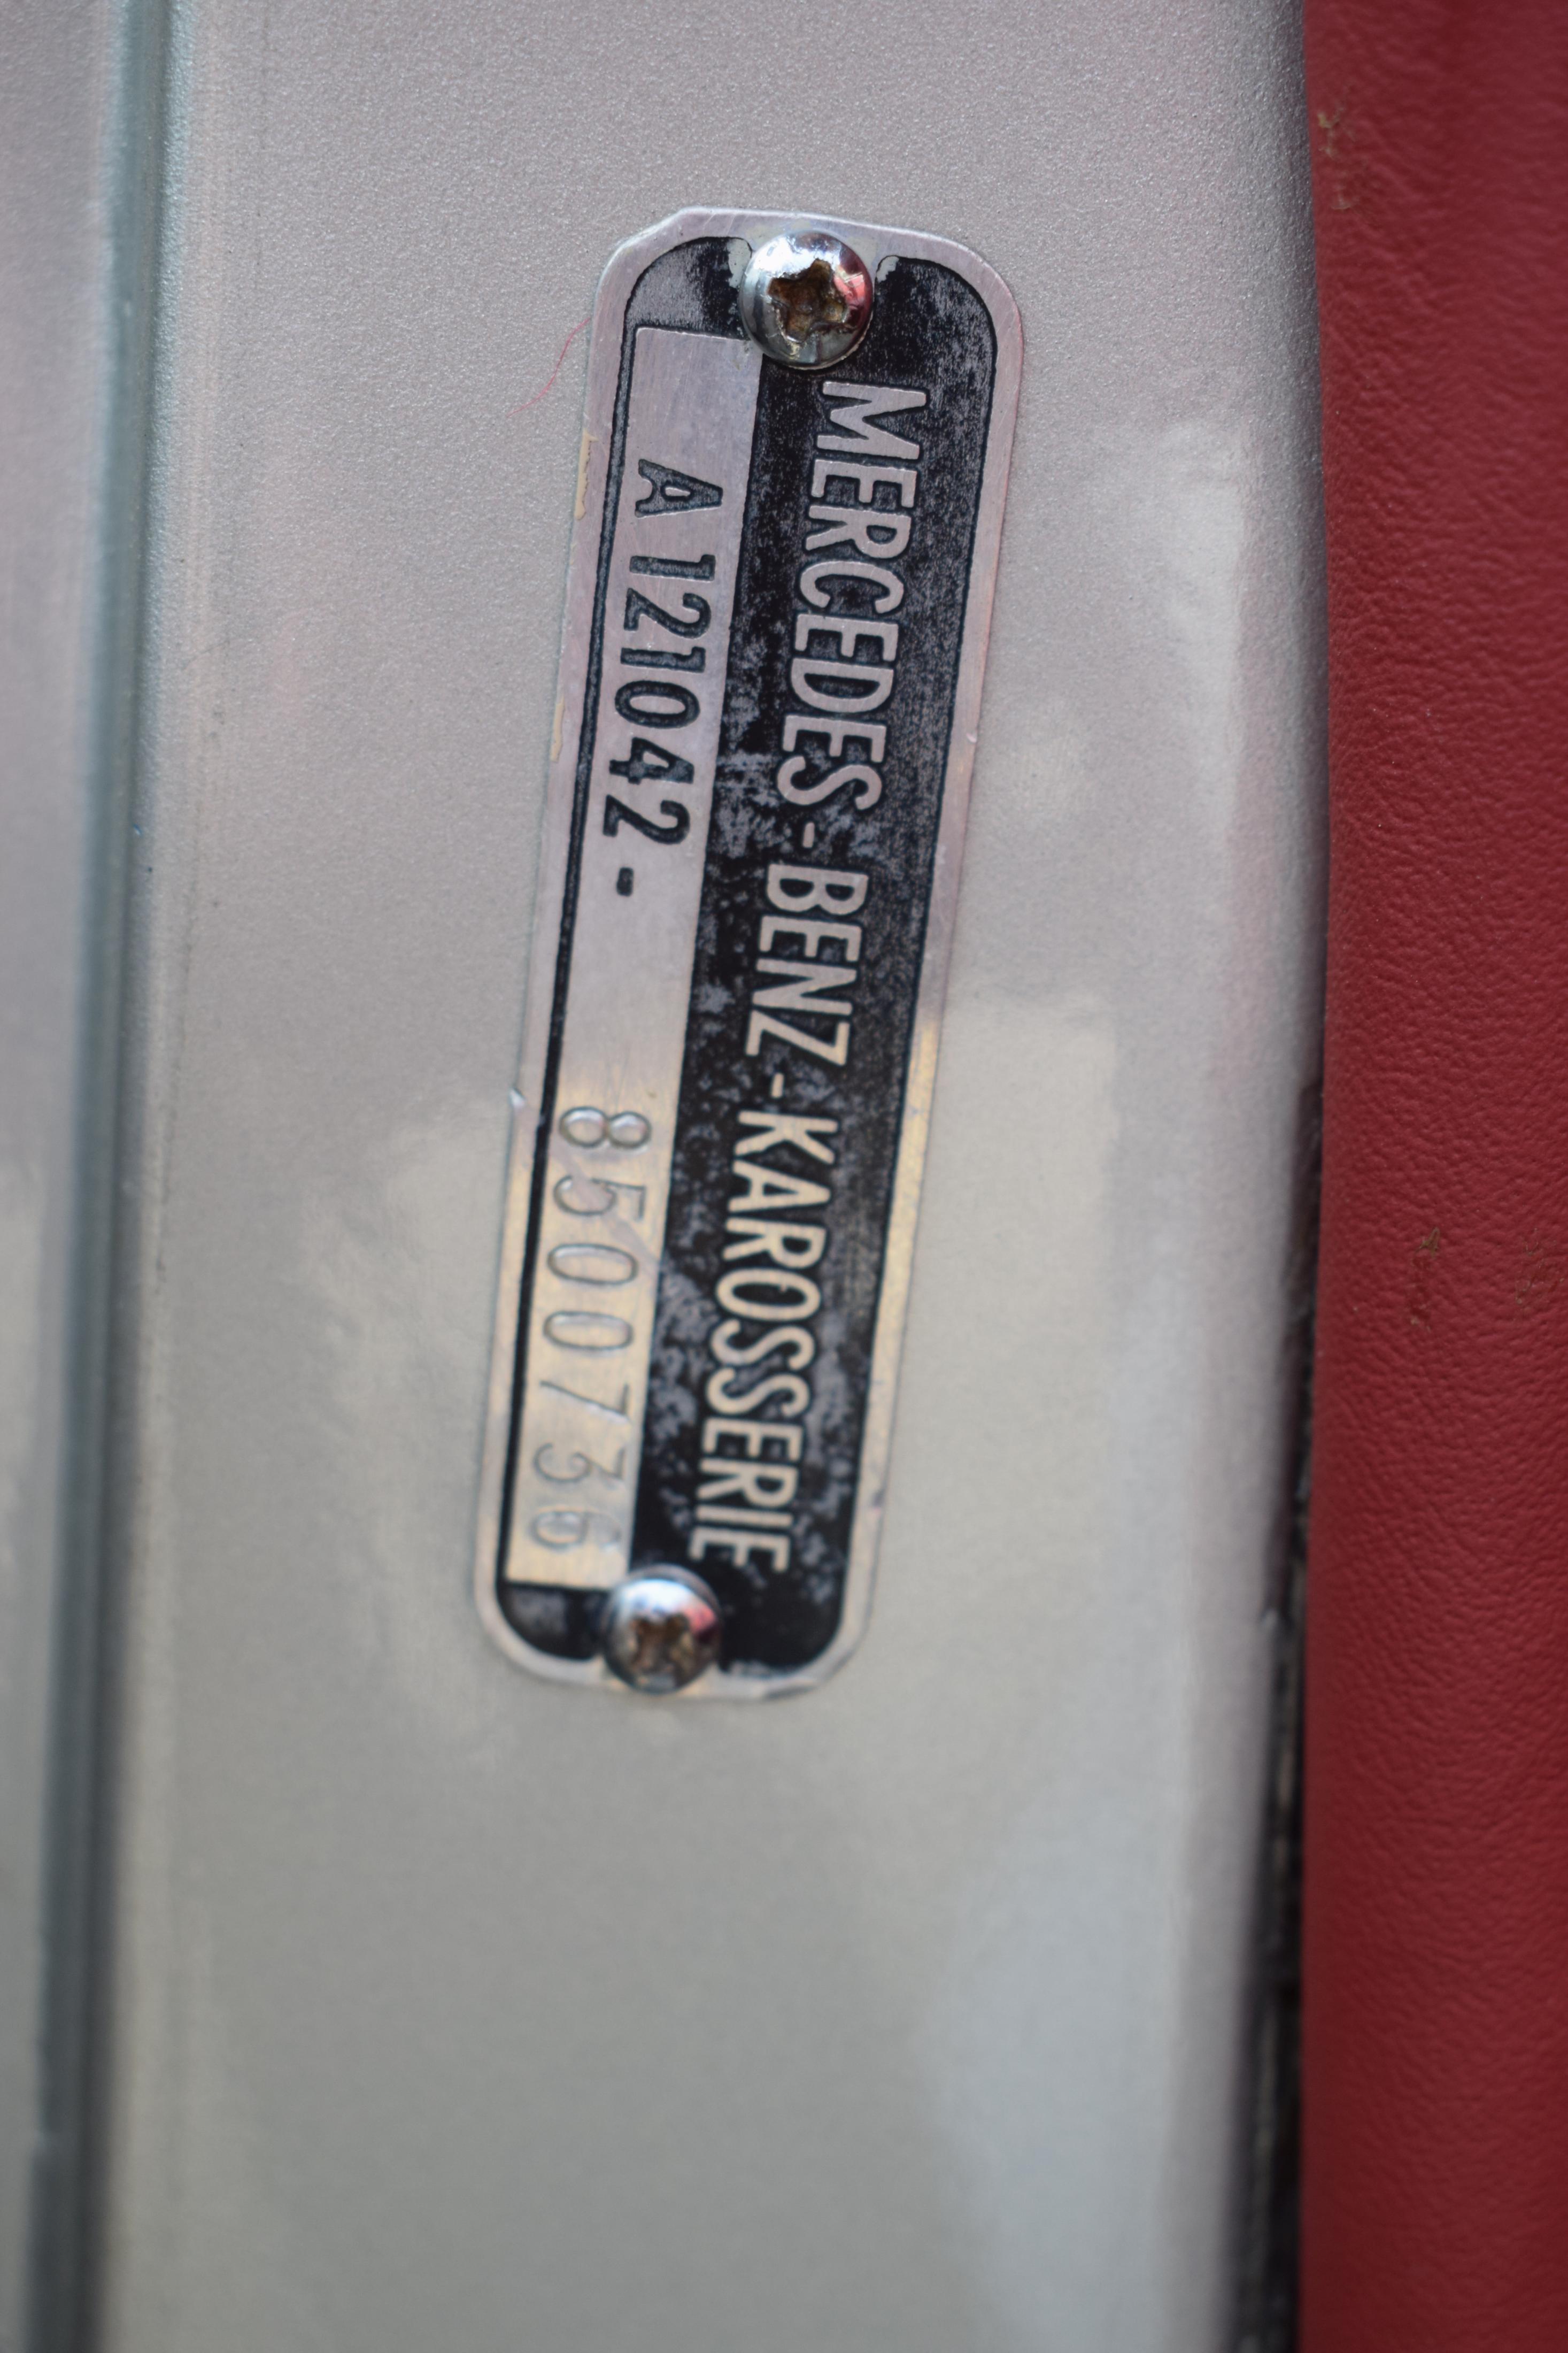 MERCEDES-BENZ-KAROSSERIE
A 121042 - 8500736